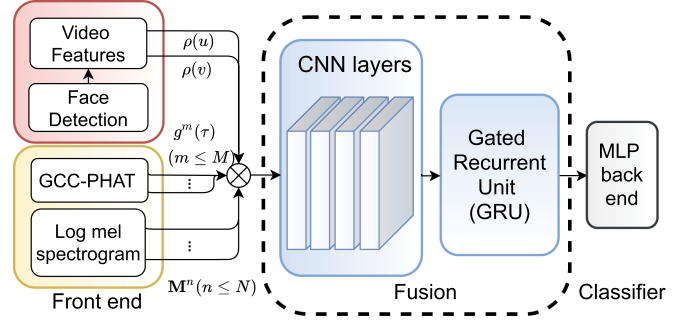 Video
Features
Face
Detection
ρ(u)
ρ(v)
g^m(τ)
(m ≤ M)
GCC-PHAT
⋮
Log mel
spectrogram
⋮
M^n(n ≤ N)
Front end
CNN layers
Gated
Recurrent
Unit
(GRU)
Fusion
MLP
back
end
Classifier